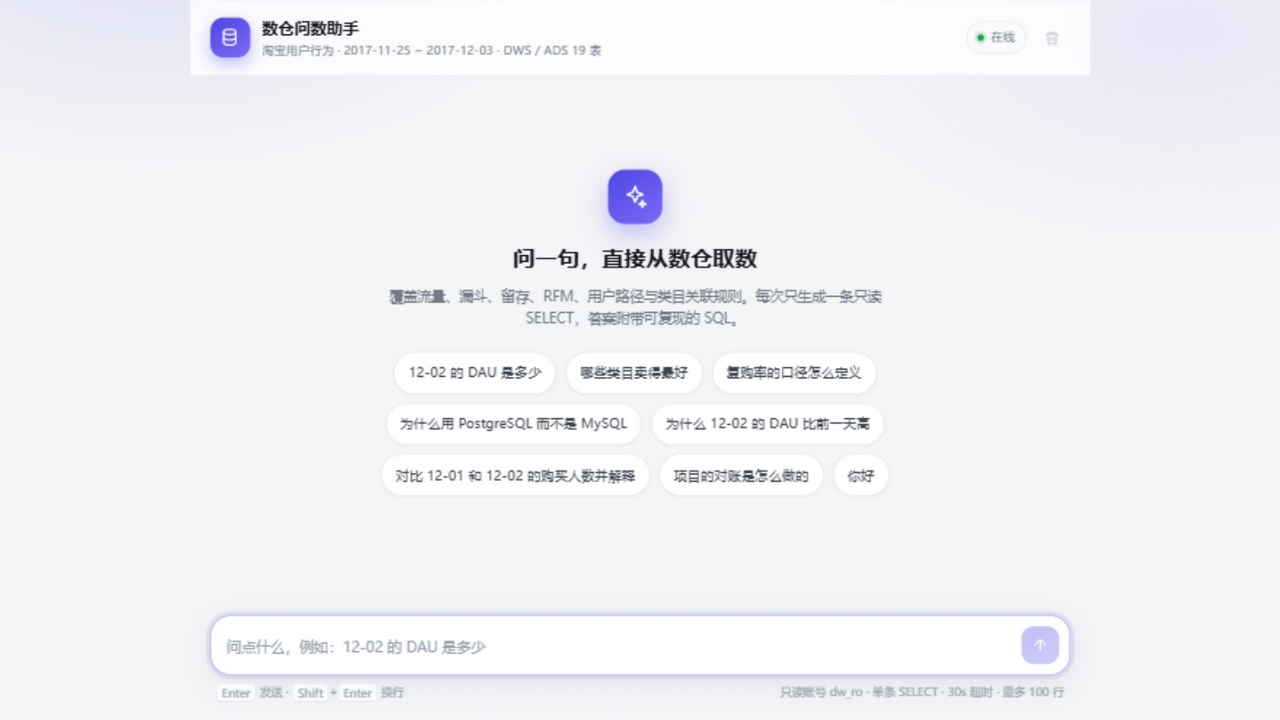 数仓问数助手
淘宝用户行为 · 2017-11-25 ~ 2017-12-03 · DWS / ADS 19 表
在线
问一句，直接从数仓取数
覆盖流量、漏斗、留存、RFM、用户路径与类目关联规则。每次只生成一条只读
SELECT，答案附带可复现的 SQL。
12-02 的 DAU 是多少
哪些类目卖得最好
复购率的口径怎么定义
为什么用 PostgreSQL 而不是 MySQL
为什么 12-02 的 DAU 比前一天高
对比 12-01 和 12-02 的购买人数并解释
项目的对账是怎么做的
你好
问点什么，例如：12-02 的 DAU 是多少
Enter 发送 · Shift + Enter 换行
只读账号 dw_ro · 单条 SELECT · 30s 超时 · 最多 100 行